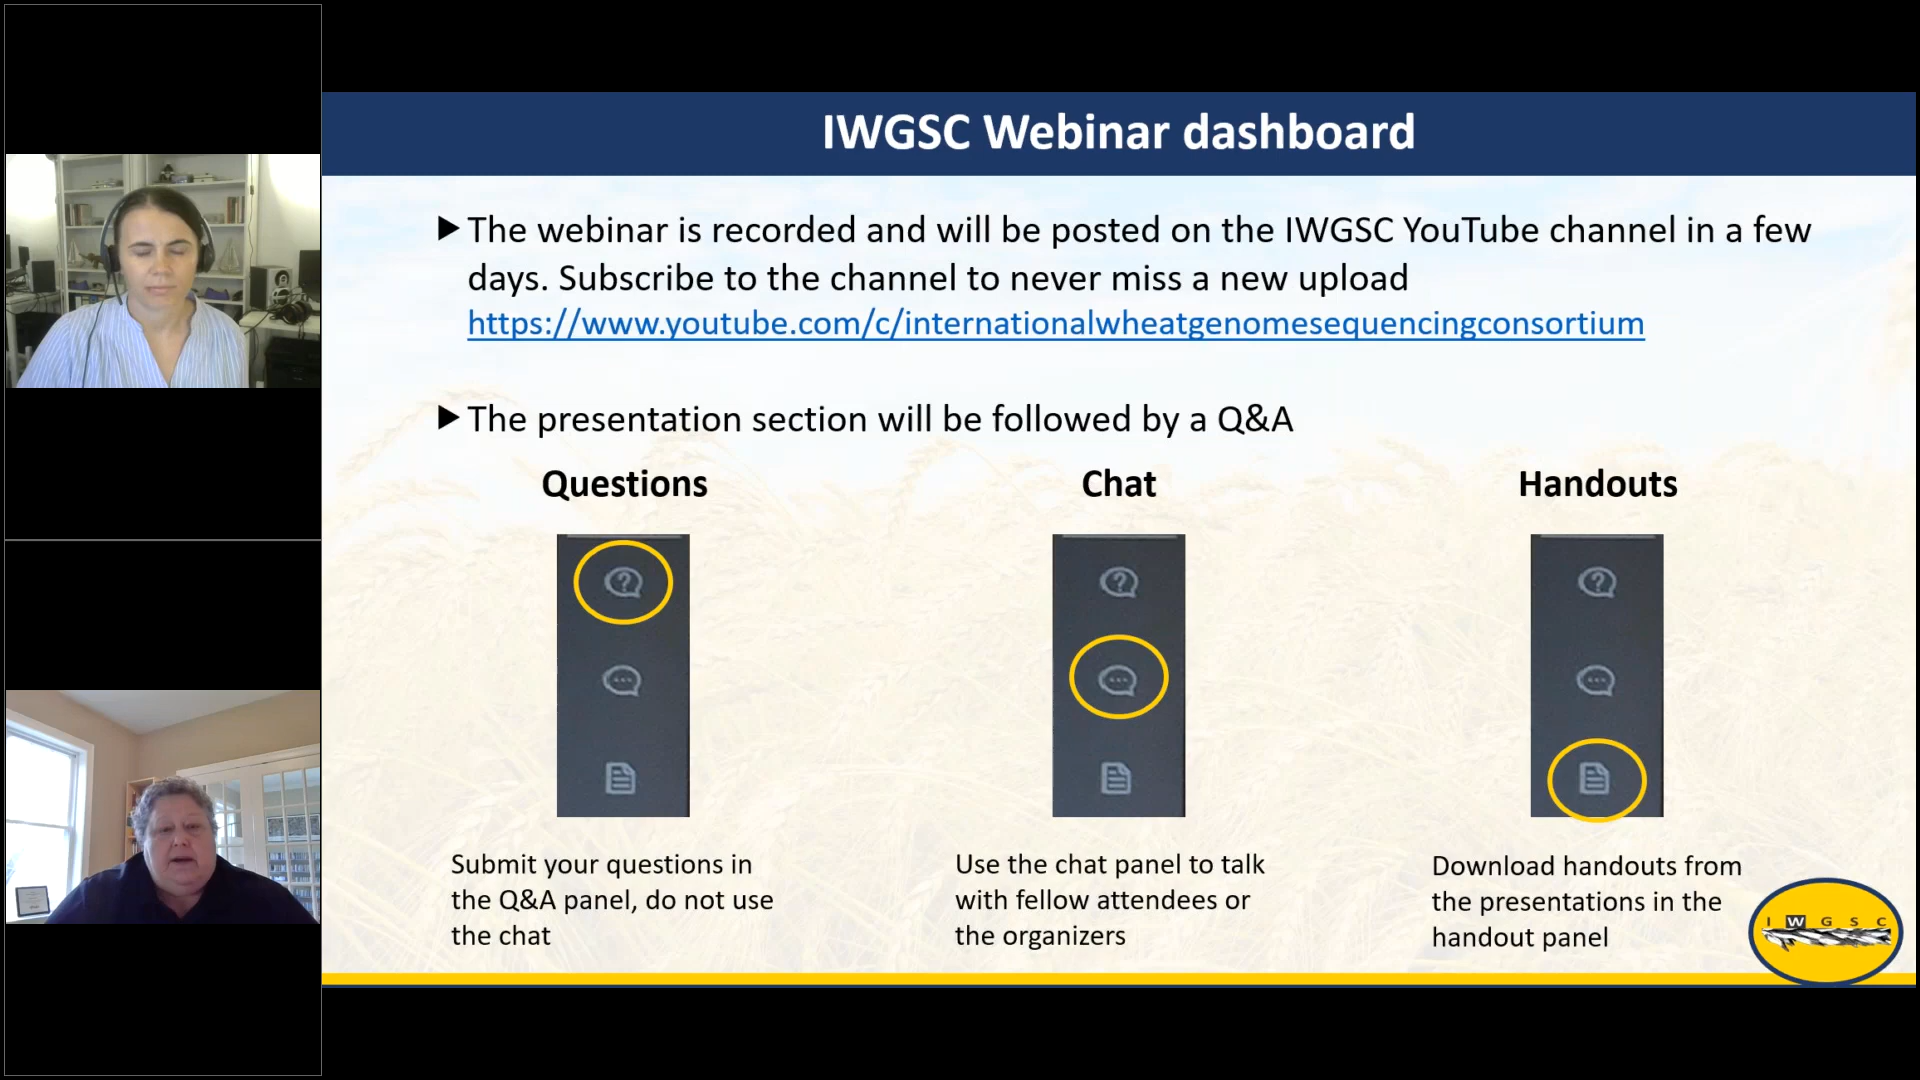 IWGSC Webinar dashboard
▶The webinar is recorded and will be posted on the IWGSC YouTube channel in a few
days. Subscribe to the channel to never miss a new upload
https://www.youtube.com/c/internationalwheatgenomesequencingconsortium
▶The presentation section will be followed by a Q&A
Questions
Chat
Handouts
Submit your questions in
the Q&A panel, do not use
the chat
Use the chat panel to talk
with fellow attendees or
the organizers
Download handouts from
the presentations in the
handout panel
I W G S C